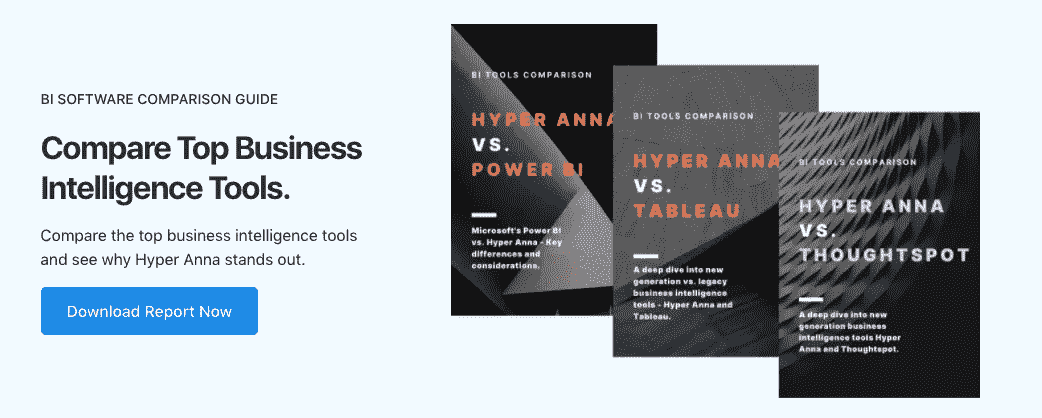 BI SOFTWARE COMPARISON GUIDE
Compare Top Business
Intelligence Tools.
Compare the top business intelligence tools
and see why Hyper Anna stands out.
Download Report Now
BI TOOLS COMPARISON
HYPER ANNA
VS.
POWER BI
Microsoft's Power BI
vs. Hyper Anna - Key
differences and
considerations.
BI TOOLS COMPARISON
HYPER ANNA
VS.
TABLEAU
A deep dive into new
generation vs. legacy
business intelligence
tools - Hyper Anna and
Tableau.
BI TOOLS COMPARISON
HYPER ANNA
VS.
THOUGHTSPOT
A deep dive into new
generation business
intelligence tools Hyper
Anna and Thoughtspot.